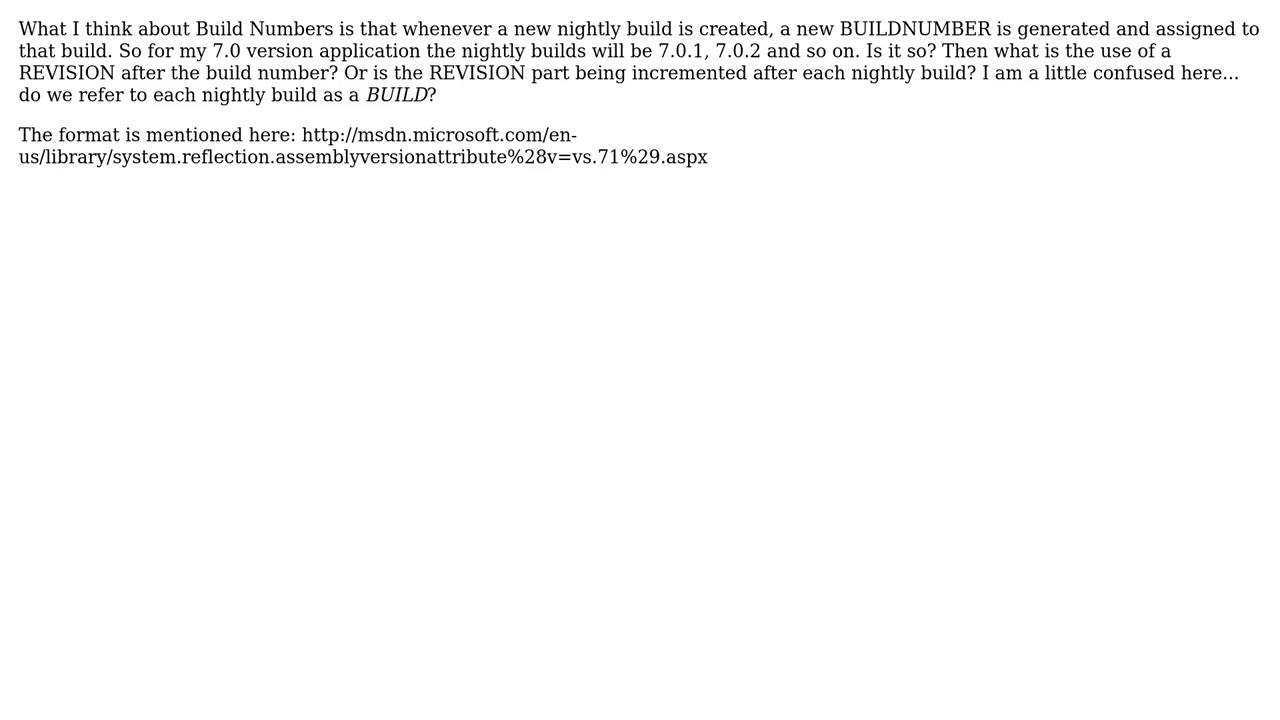 What I think about Build Numbers is that whenever a new nightly build is created, a new BUILDNUMBER is generated and assigned to
that build. So for my 7.0 version application the nightly builds will be 7.0.1, 7.0.2 and so on. Is it so? Then what is the use of a
REVISION after the build number? Or is the REVISION part being incremented after each nightly build? I am a little confused here...
do we refer to each nightly build as a BUILD?
The format is mentioned here: http://msdn.microsoft.com/en-
us/library/system.reflection.assemblyversionattribute%28v=vs.71%29.aspx